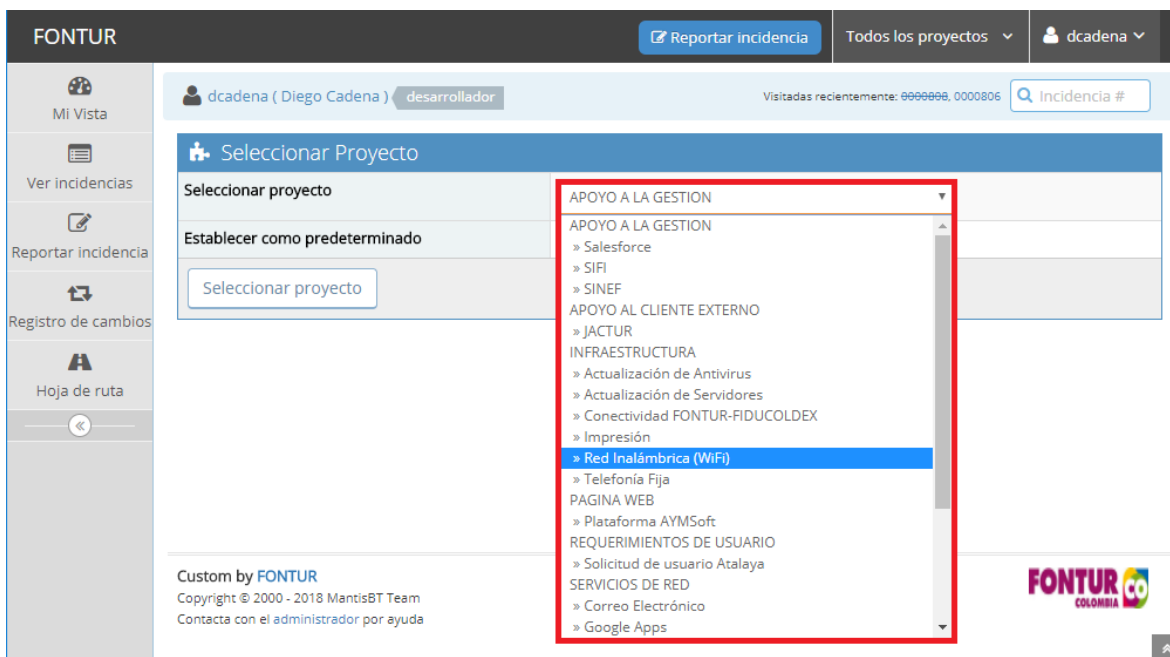 FONTUR
Reportar incidencia
Todos los proyectos
dcadena
Mi Vista
Ver incidencias
Reportar incidencia
Registro de cambios
Hoja de ruta
dcadena ( Diego Cadena )
desarrollador
Visitadas recientemente: 0000808, 0000806
Incidencia #
Seleccionar Proyecto
Seleccionar proyecto
APOYO A LA GESTION
Establecer como predeterminado
Seleccionar proyecto
APOYO A LA GESTION
» Salesforce
» SIFI
» SINEF
APOYO AL CLIENTE EXTERNO
» JACTUR
INFRAESTRUCTURA
» Actualización de Antivirus
» Actualización de Servidores
» Conectividad FONTUR-FIDUCOLDEX
» Impresión
» Red Inalámbrica (WiFi)
» Telefonía Fija
PAGINA WEB
» Plataforma AYMSoft
REQUERIMIENTOS DE USUARIO
» Solicitud de usuario Atalaya
SERVICIOS DE RED
» Correo Electrónico
» Google Apps
Custom by FONTUR
Copyright © 2000 - 2018 MantisBT Team
Contacta con el administrador por ayuda
FONTUR co
COLOMBIA